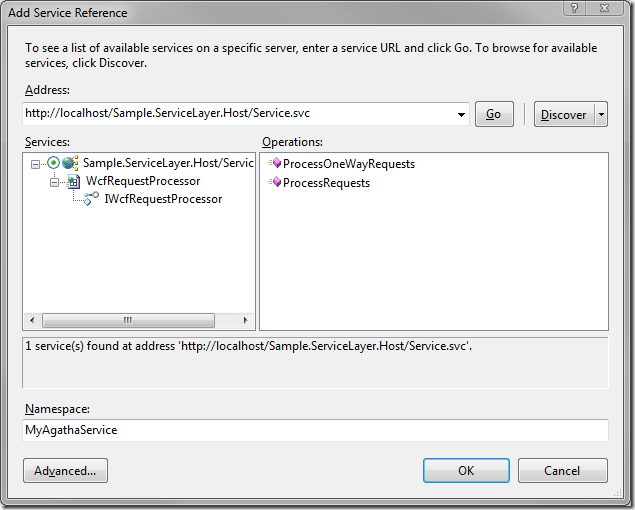 Add Service Reference
To see a list of available services on a specific server, enter a service URL and click Go. To browse for available
services, click Discover.
Address:
http://localhost/Sample.ServiceLayer.Host/Service.svc
Go
Discover
Services:
Operations:
Sample.ServiceLayer.Host/Servic
WcfRequestProcessor
IWcfRequestProcessor
ProcessOneWayRequests
ProcessRequests
1 service(s) found at address 'http://localhost/Sample.ServiceLayer.Host/Service.svc'.
Namespace:
MyAgathaService
Advanced...
OK
Cancel